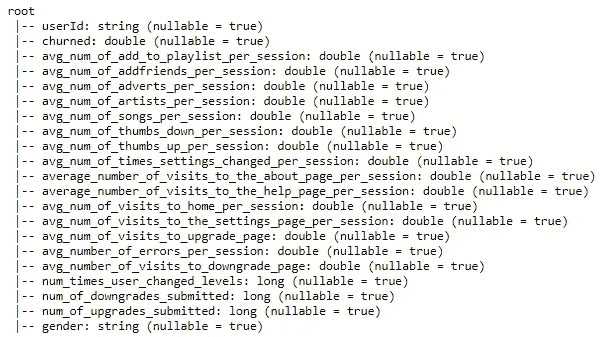 root
 |-- userId: string (nullable = true)
 |-- churned: double (nullable = true)
 |-- avg_num_of_add_to_playlist_per_session: double (nullable = true)
 |-- avg_num_of_addfriends_per_session: double (nullable = true)
 |-- avg_num_of_adverts_per_session: double (nullable = true)
 |-- avg_num_of_artists_per_session: double (nullable = true)
 |-- avg_num_of_songs_per_session: double (nullable = true)
 |-- avg_num_of_thumbs_down_per_session: double (nullable = true)
 |-- avg_num_of_thumbs_up_per_session: double (nullable = true)
 |-- avg_num_of_times_settings_changed_per_session: double (nullable = true)
 |-- average_number_of_visits_to_the_about_page_per_session: double (nullable = true)
 |-- average_number_of_visits_to_the_help_page_per_session: double (nullable = true)
 |-- avg_num_of_visits_to_home_per_session: double (nullable = true)
 |-- avg_num_of_visits_to_the_settings_page_per_session: double (nullable = true)
 |-- avg_num_of_visits_to_upgrade_page: double (nullable = true)
 |-- avg_number_of_errors_per_session: double (nullable = true)
 |-- avg_number_of_visits_to_downgrade_page: double (nullable = true)
 |-- num_times_user_changed_levels: long (nullable = true)
 |-- num_of_downgrades_submitted: long (nullable = true)
 |-- num_of_upgrades_submitted: long (nullable = true)
 |-- gender: string (nullable = true)